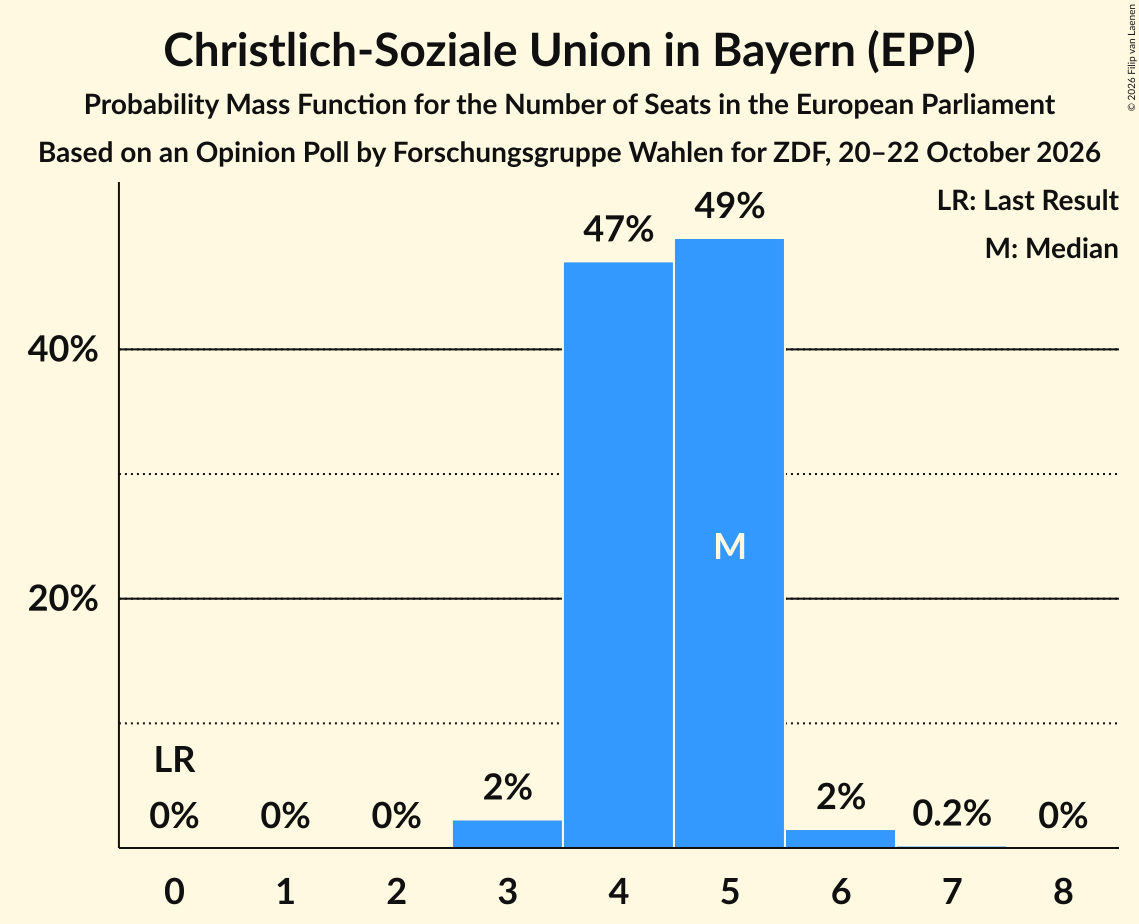 Christlich-Soziale Union in Bayern (EPP)
Probability Mass Function for the Number of Seats in the European Parliament
Based on an Opinion Poll by Forschungsgruppe Wahlen for ZDF, 20–22 October 2026
© 2026 Filip van Laenen
LR: Last Result
M: Median
49%
47%
40%
M
20%
LR
0% 0% 0% 2% 2% 0.2% 0%
0 1 2 3 4 5 6 7 8